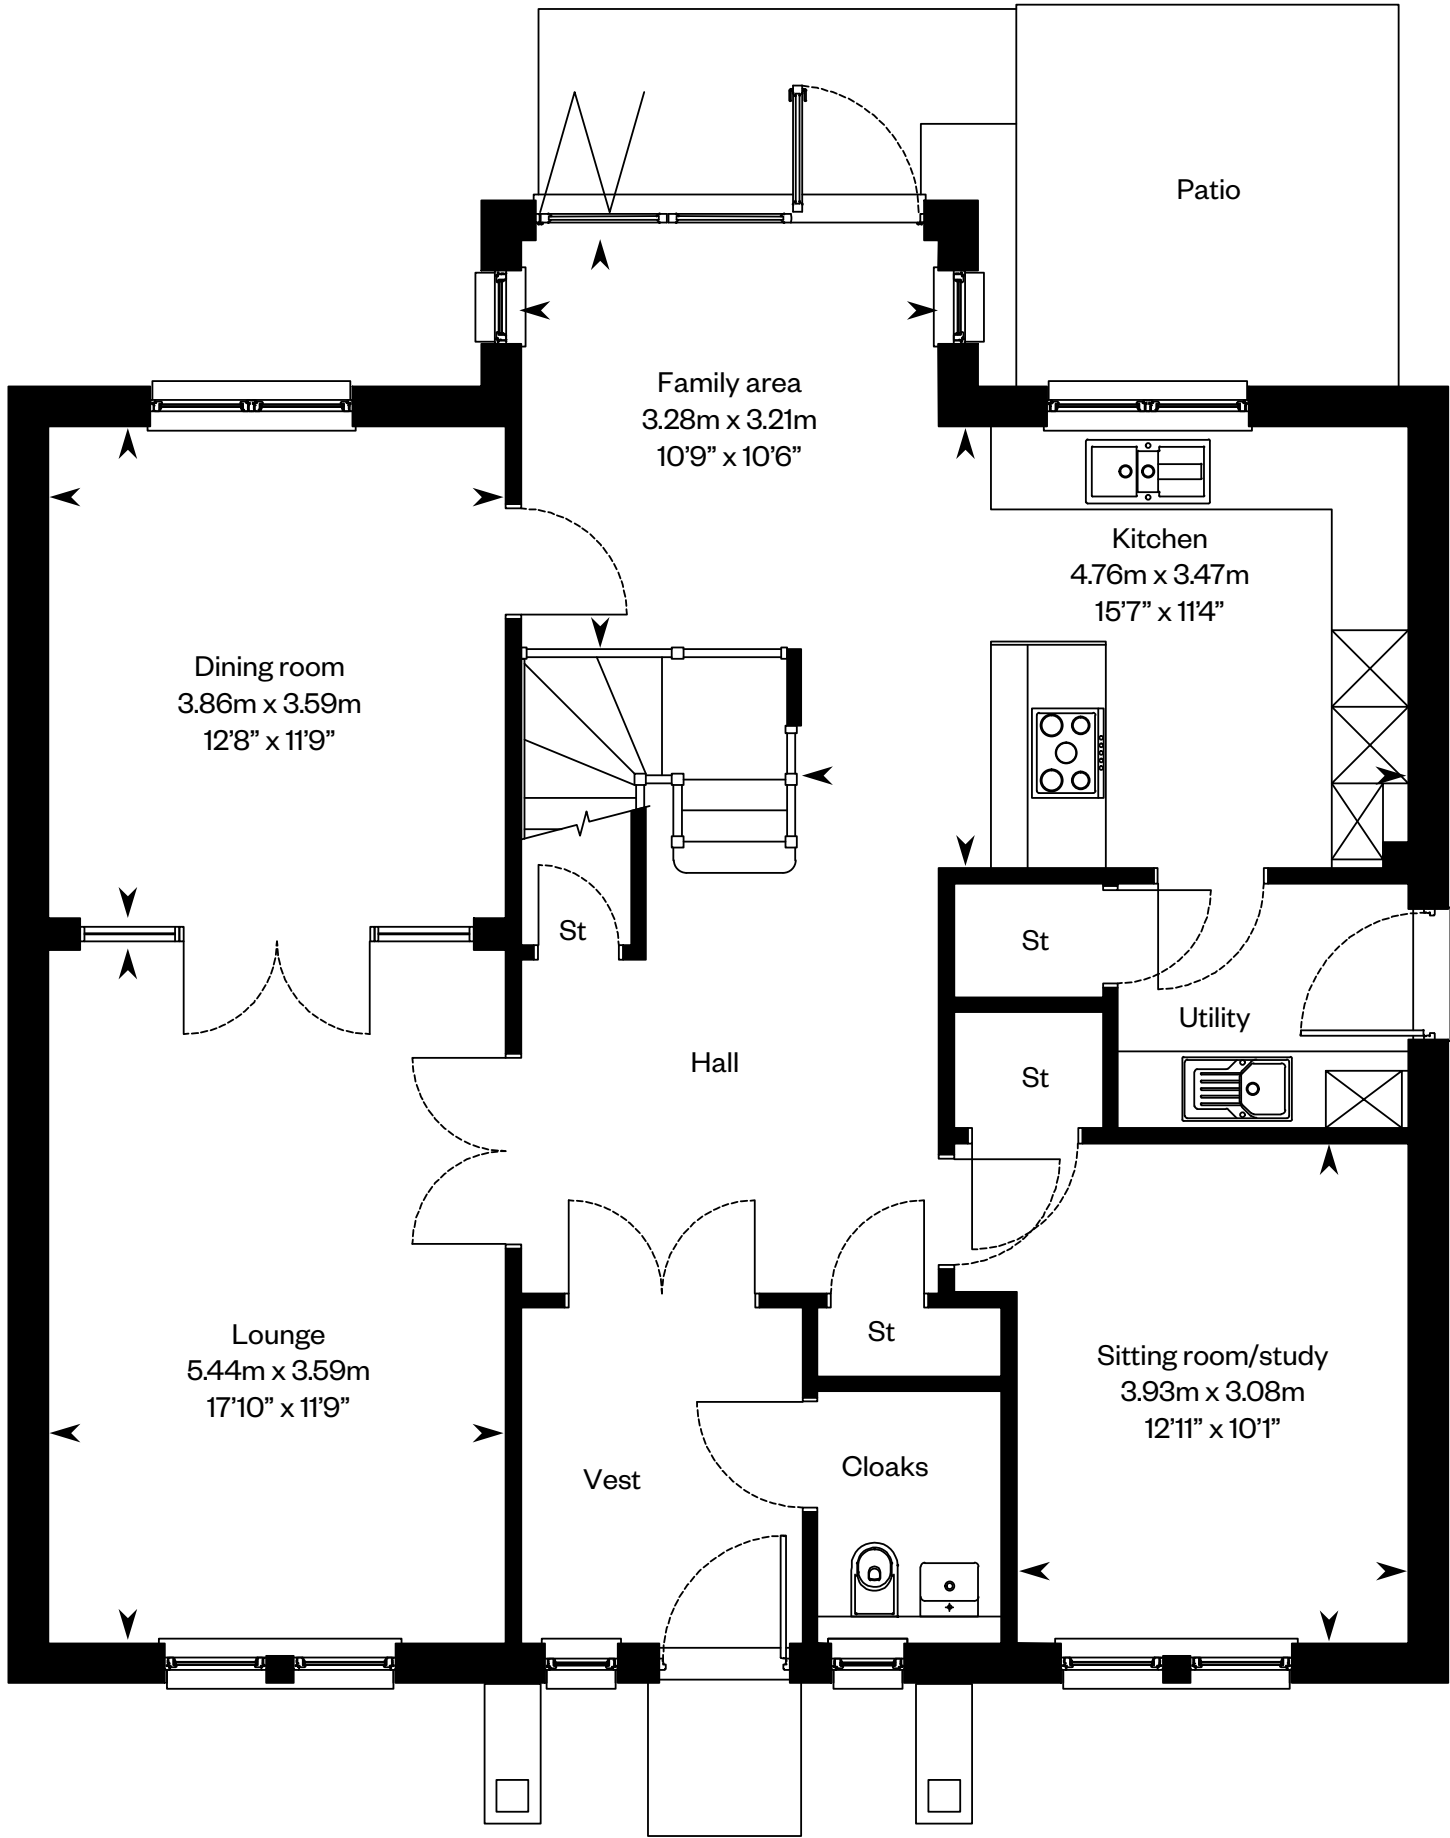 Patio
Family area
3.28m x 3.21m
10’9” x 10’6”
Kitchen
4.76m x 3.47m
15’7” x 11’4”
Dining room
3.86m x 3.59m
12’8” x 11’9”
St
St
Utility
Hall
St
Lounge
5.44m x 3.59m
17’10” x 11’9”
St
Sitting room/study
3.93m x 3.08m
12’11” x 10’1”
Vest
Cloaks